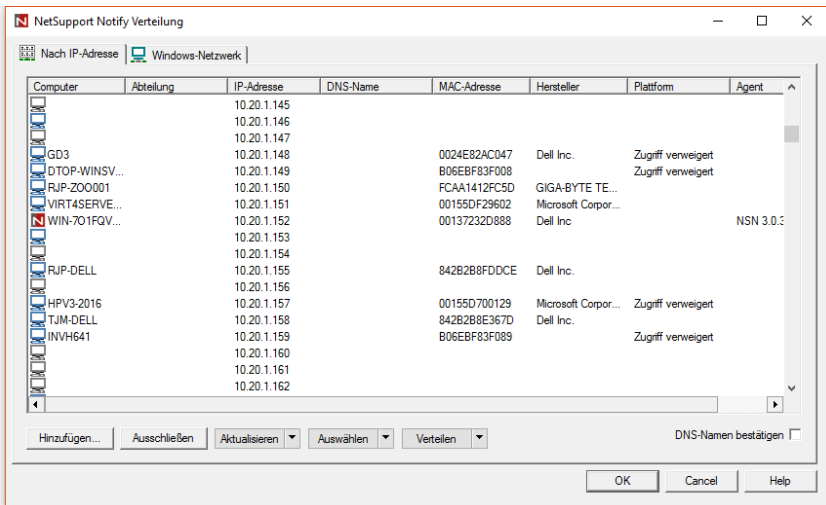 NetSupport Notify Verteilung
Nach IP-Adresse Windows-Netzwerk
Computer Abteilung IP-Adresse DNS-Name MAC-Adresse Hersteller Plattform Agent
10.20.1.145
10.20.1.146
10.20.1.147
GD3 10.20.1.148 0024E82AC047 Dell Inc. Zugriff verweigert
DTOP-WINSV... 10.20.1.149 B06EBF83F008 Zugriff verweigert
RJP-ZOO001 10.20.1.150 FCAA1412FC5D GIGA-BYTE TE...
VIRT4SERVE... 10.20.1.151 00155DF29602 Microsoft Corpor...
WIN-7O1FQV... 10.20.1.152 00137232D888 Dell Inc NSN 3.0.3
10.20.1.153
10.20.1.154
RJP-DELL 10.20.1.155 842B2B8FDDCE Dell Inc.
10.20.1.156
HPV3-2016 10.20.1.157 00155D700129 Microsoft Corpor... Zugriff verweigert
TJM-DELL 10.20.1.158 842B2B8E367D Dell Inc.
INVH641 10.20.1.159 B06EBF83F089 Zugriff verweigert
10.20.1.160
10.20.1.161
10.20.1.162
Hinzufügen... Ausschließen Aktualisieren Auswählen Verteilen DNS-Namen bestätigen
OK Cancel Help